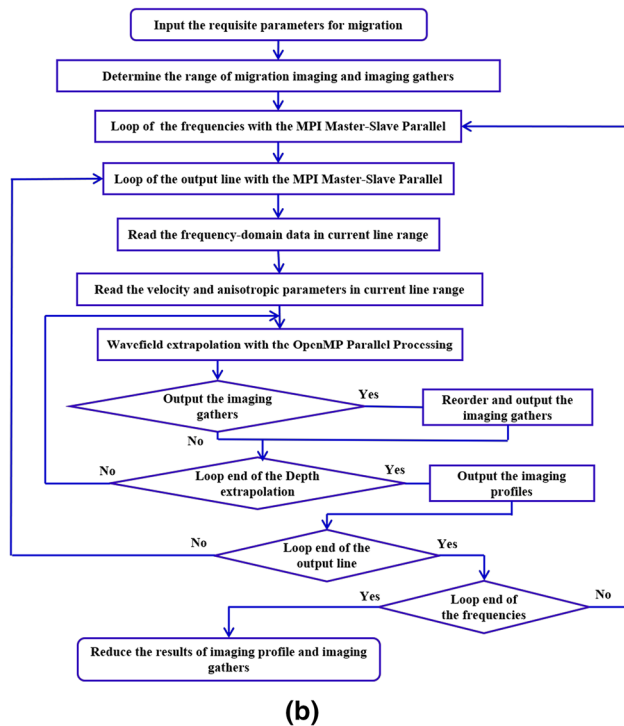 Input the requisite parameters for migration
Determine the range of migration imaging and imaging gathers
Loop of the frequencies with the MPI Master-Slave Parallel
Loop of the output line with the MPI Master-Slave Parallel
Read the frequency-domain data in current line range
Read the velocity and anisotropic parameters in current line range
Wavefield extrapolation with the OpenMP Parallel Processing
Output the imaging
gathers
Yes
Reorder and output the
imaging gathers
No
Loop end of the Depth
extrapolation
No
Yes
Output the imaging
profiles
Loop end of the
output line
No
Yes
Loop end of
the frequencies
Yes
No
Reduce the results of imaging profile and imaging
gathers
(b)